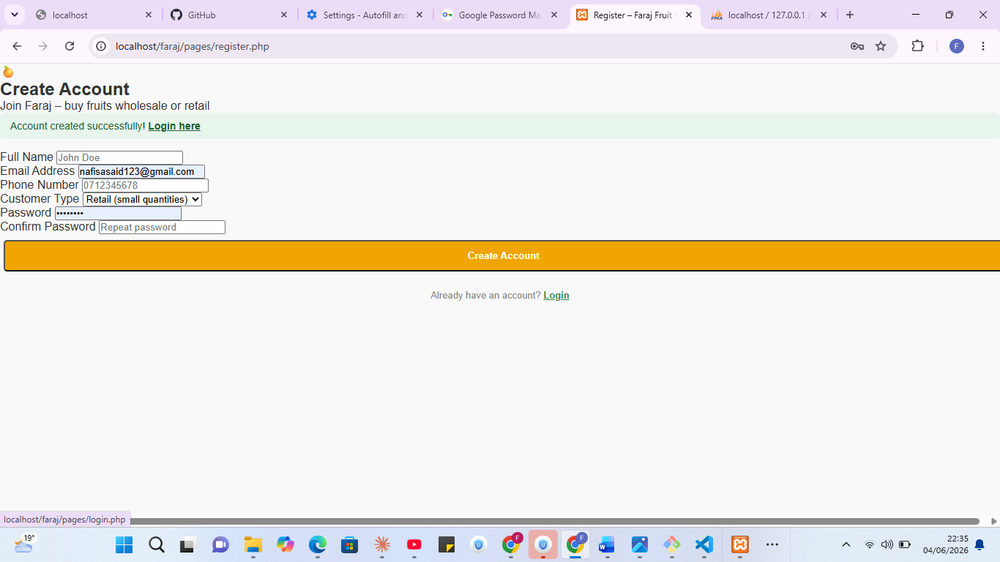 localhost
GitHub
Settings - Autofill and
Google Password Ma
Register – Faraj Fruit S
localhost / 127.0.0.1 /
localhost/faraj/pages/register.php
F
Create Account
Join Faraj – buy fruits wholesale or retail
Account created successfully! Login here
Full Name John Doe
Email Address nafisasaid123@gmail.com
Phone Number 0712345678
Customer Type Retail (small quantities)
Password ••••••••
Confirm Password Repeat password
Create Account
Already have an account? Login
localhost/faraj/pages/login.php
19°
22:35
04/06/2026